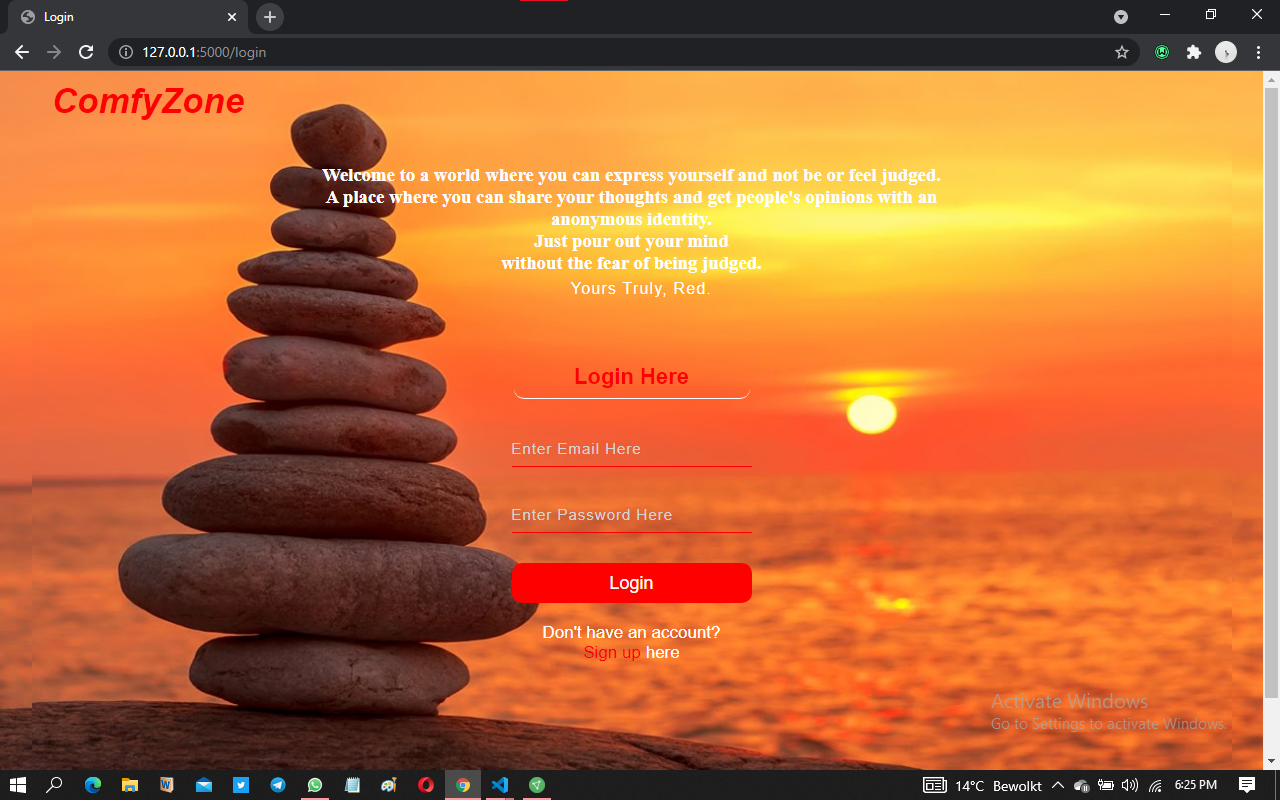 Login
127.0.0.1:5000/login
ComfyZone
Welcome to a world where you can express yourself and not be or feel judged.
A place where you can share your thoughts and get people's opinions with an
anonymous identity.
Just pour out your mind
without the fear of being judged.
Yours Truly, Red.
Login Here
Enter Email Here
Enter Password Here
Login
Don't have an account?
Sign up here
Activate Windows
Go to Settings to activate Windows.
14°C Bewolkt 6:25 PM